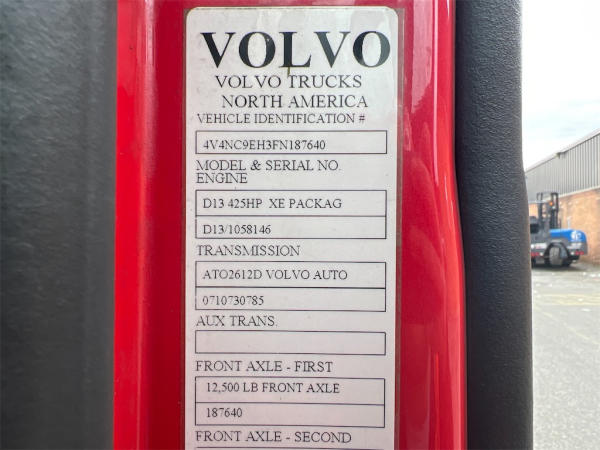 VOLVO
VOLVO TRUCKS
NORTH AMERICA
VEHICLE IDENTIFICATION #
4V4NC9EH3FN187640
MODEL & SERIAL NO.
ENGINE
D13 425HP XE PACKAG
D13/1058146
TRANSMISSION
ATO2612D VOLVO AUTO
0710730785
AUX TRANS.
FRONT AXLE - FIRST
12,500 LB FRONT AXLE
187640
FRONT AXLE - SECOND